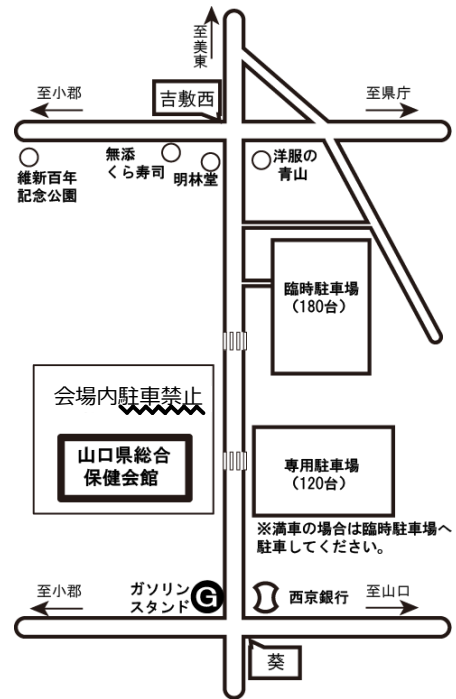 至美東
至小郡
吉敷西
至県庁
無添
くら寿司
明林堂
洋服の
青山
維新百年
記念公園
臨時駐車場
（180台）
会場内駐車禁止
山口県総合
保健会館
専用駐車場
（120台）
※満車の場合は臨時駐車場へ
駐車してください。
至小郡
ガソリン
スタンド
G
西京銀行
至山口
葵